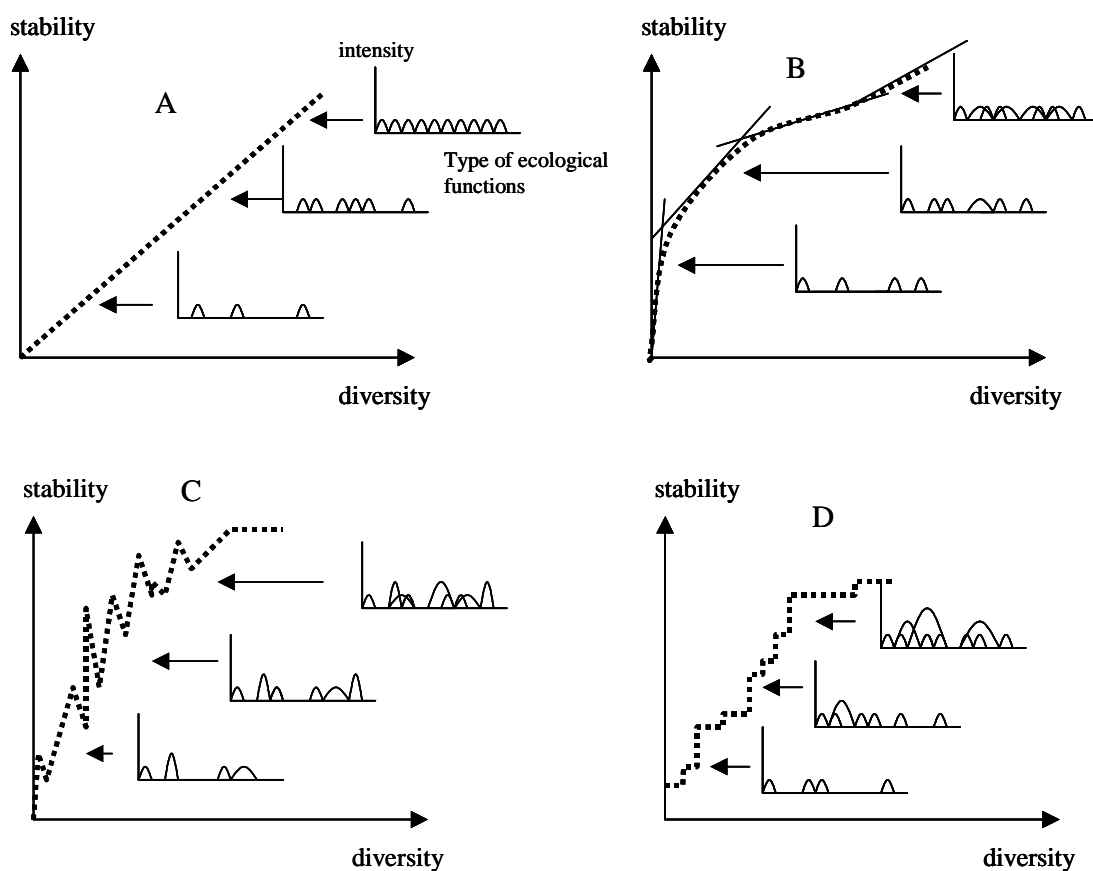 stability
A
intensity
Type of ecological
functions
diversity
stability
B
diversity
stability
C
diversity
stability
D
diversity